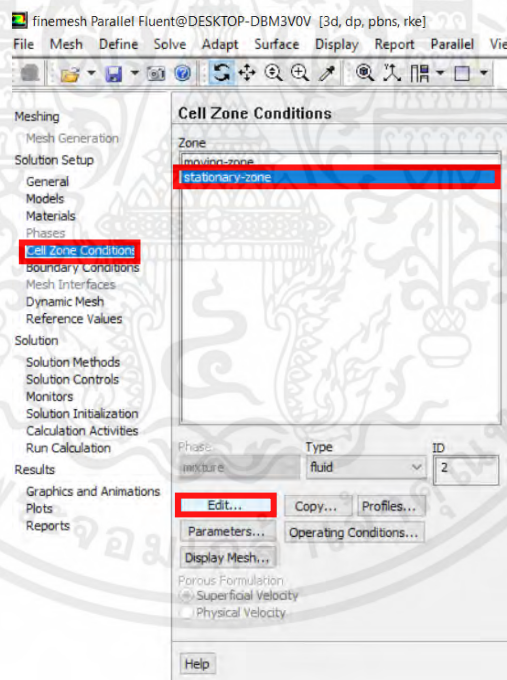 finemesh Parallel Fluent@DESKTOP-DBM3V0V [3d, dp, pbns, rke]
File Mesh Define Solve Adapt Surface Display Report Parallel Vie
Meshing
Mesh Generation
Solution Setup
General
Models
Materials
Phases
Cell Zone Conditions
Boundary Conditions
Mesh Interfaces
Dynamic Mesh
Reference Values
Solution
Solution Methods
Solution Controls
Monitors
Solution Initialization
Calculation Activities
Run Calculation
Results
Graphics and Animations
Plots
Reports
Cell Zone Conditions
Zone
moving-zone
stationary-zone
Phase Type ID
mixture fluid 2
Edit... Copy... Profiles...
Parameters... Operating Conditions...
Display Mesh...
Porous Formulation
Superficial Velocity
Physical Velocity
Help